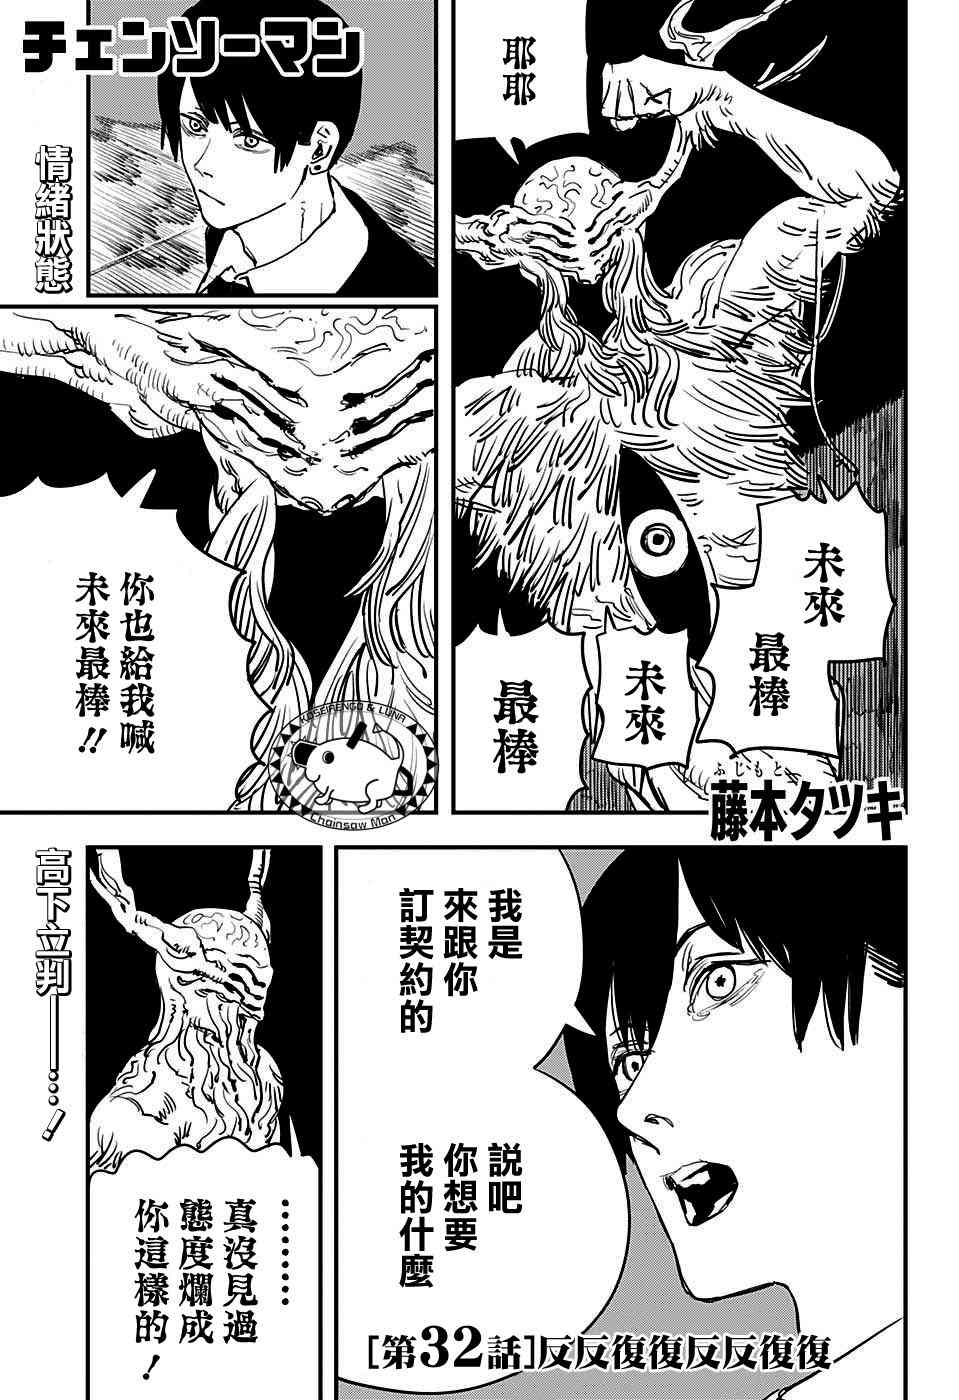 チェンソーマン
耶耶
未來
最棒
未來
最棒
藤本タツキ
ふじもと
情緒狀態
你也給我喊
未來最棒!!
KOSEIRENGO & LUNA
Chainsaw Man
我是
來跟你
訂契約的
說吧
你想要
我的什麼
高下立判——…!
………
真沒見過
態度爛成
你這樣的!
[第32話]反反復復反反復復